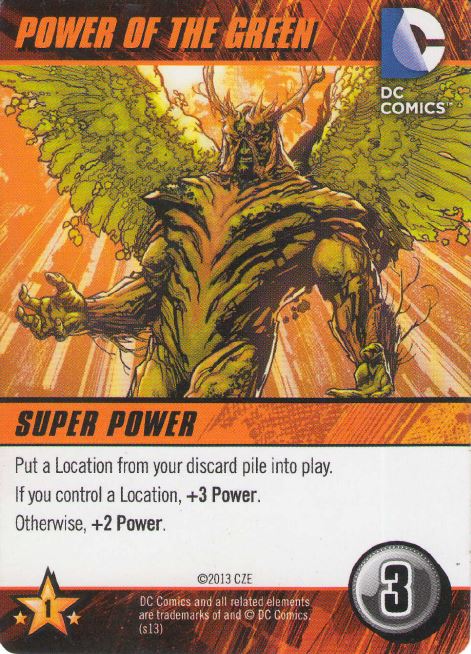 POWER OF THE GREEN
DC
DC
COMICS™
SUPER POWER
Put a Location from your discard pile into play.
If you control a Location, +3 Power.
Otherwise, +2 Power.
©2013 CZE
1
DC Comics and all related elements
are trademarks of and © DC Comics.
(s13)
3